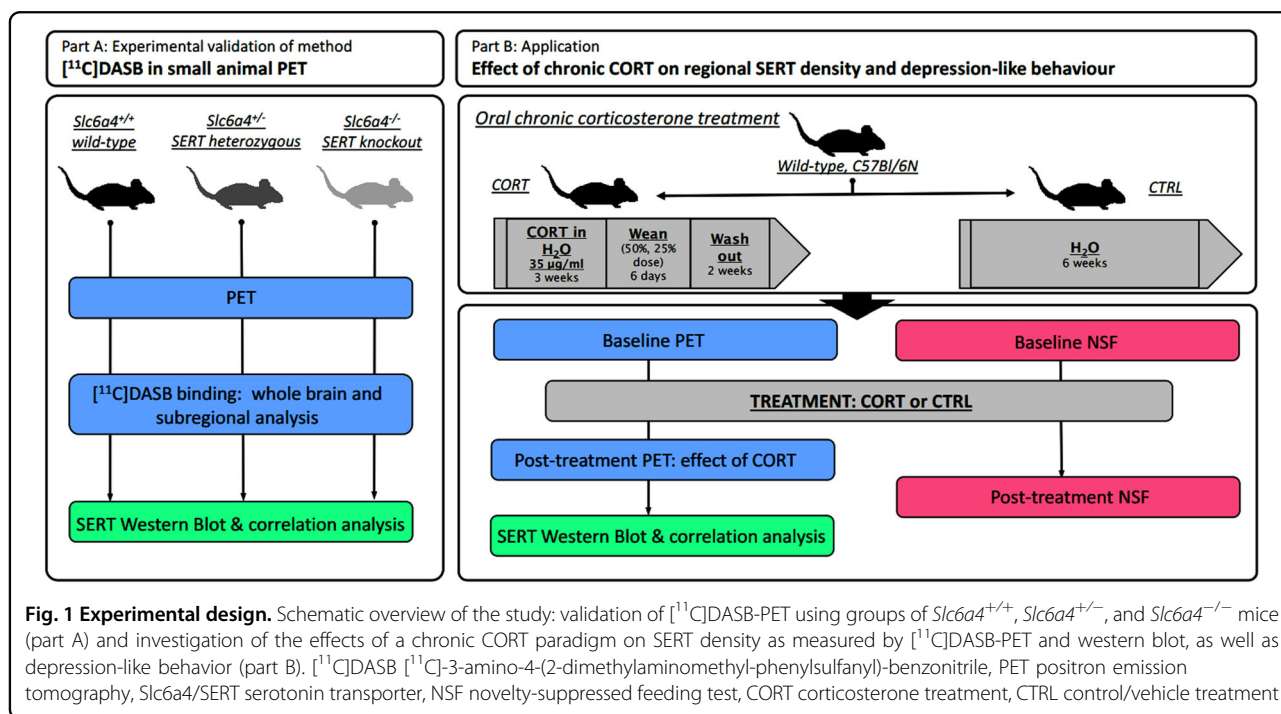 Part A: Experimental validation of method
[¹¹C]DASB in small animal PET
Slc6a4⁺/⁺
wild-type
Slc6a4⁺/⁻
SERT heterozygous
Slc6a4⁻/⁻
SERT knockout
PET
[¹¹C]DASB binding: whole brain and
subregional analysis
SERT Western Blot & correlation analysis
Part B: Application
Effect of chronic CORT on regional SERT density and depression-like behaviour
Oral chronic corticosterone treatment
Wild-type, C57Bl/6N
CORT
CTRL
CORT in
H₂O
35 µg/ml
3 weeks
Wean
(50%, 25%
dose)
6 days
Wash
out
2 weeks
H₂O
6 weeks
Baseline PET
Baseline NSF
TREATMENT: CORT or CTRL
Post-treatment PET: effect of CORT
Post-treatment NSF
SERT Western Blot & correlation analysis
Fig. 1 Experimental design. Schematic overview of the study: validation of [¹¹C]DASB-PET using groups of Slc6a4⁺/⁺, Slc6a4⁺/⁻, and Slc6a4⁻/⁻ mice
(part A) and investigation of the effects of a chronic CORT paradigm on SERT density as measured by [¹¹C]DASB-PET and western blot, as well as
depression-like behavior (part B). [¹¹C]DASB [¹¹C]-3-amino-4-(2-dimethylaminomethyl-phenylsulfanyl)-benzonitrile, PET positron emission
tomography, Slc6a4/SERT serotonin transporter, NSF novelty-suppressed feeding test, CORT corticosterone treatment, CTRL control/vehicle treatment